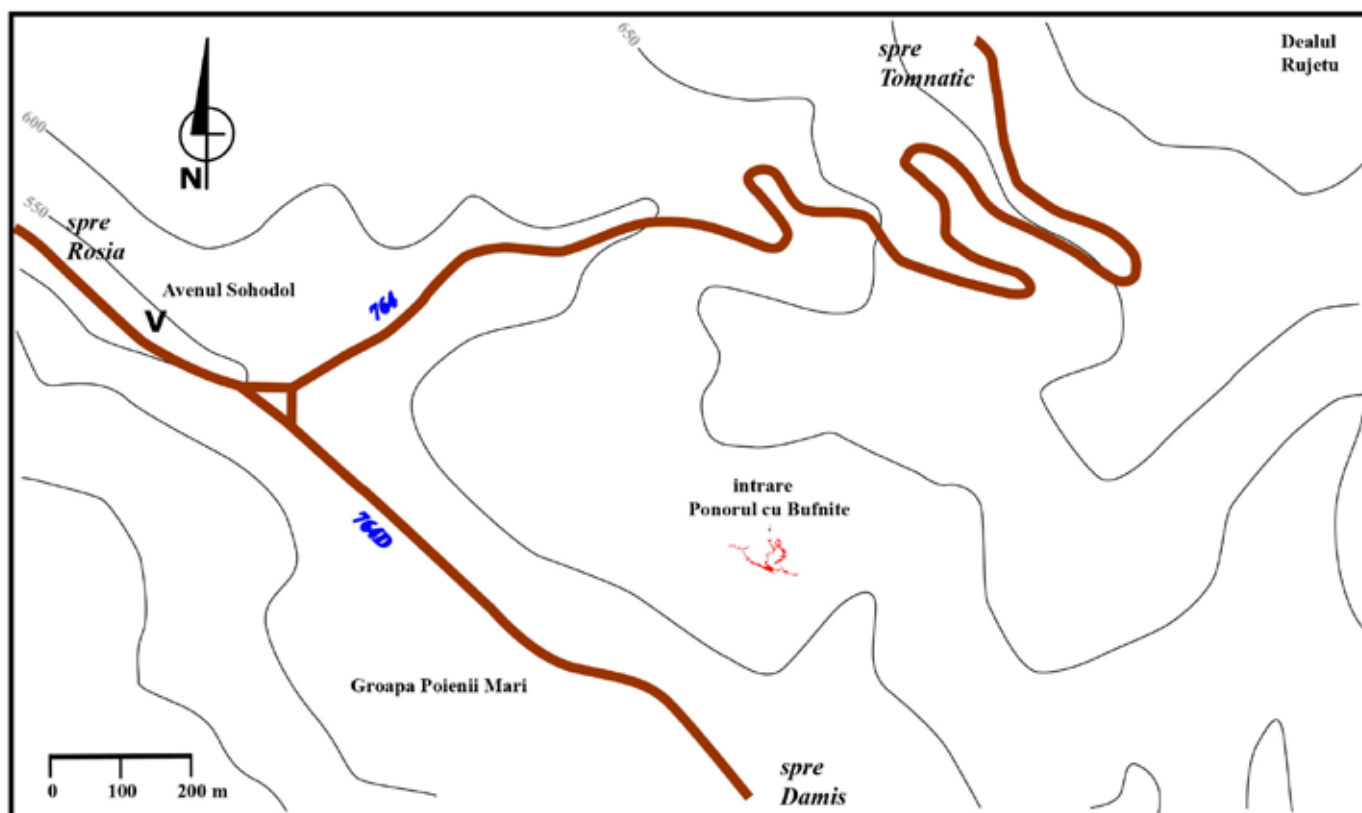 650
spre
Tomnatic
Dealul
Rujetu
600
N
550
spre
Rosia
Avenul Sohodol
V
764
intrare
Ponorul cu Bufnite
764D
Groapa Poienii Mari
0 100 200 m
spre
Damis